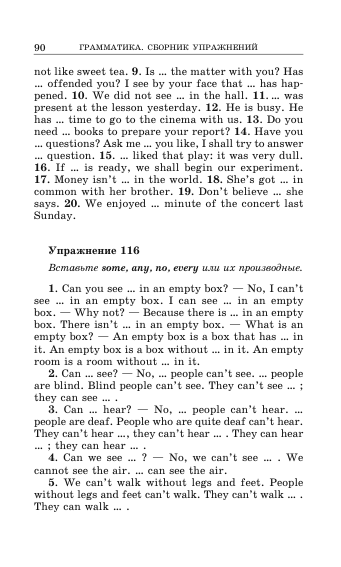 90 ГРАММАТИКА. СБОРНИК УПРАЖНЕНИЙ
not like sweet tea. 9. Is ... the matter with you? Has
... offended you? I see by your face that ... has hap-
pened. 10. We did not see ... in the hall. 11. ... was
present at the lesson yesterday. 12. He is busy. He
has ... time to go to the cinema with us. 13. Do you
need ... books to prepare your report? 14. Have you
... questions? Ask me ... you like, I shall try to answer
... question. 15. ... liked that play: it was very dull.
16. If ... is ready, we shall begin our experiment.
17. Money isn't ... in the world. 18. She's got ... in
common with her brother. 19. Don't believe ... she
says. 20. We enjoyed ... minute of the concert last
Sunday.
Упражнение 116
Вставьте some, any, no, every или их производные.
1. Can you see ... in an empty box? — No, I can't
see ... in an empty box. I can see ... in an empty
box. — Why not? — Because there is ... in an empty
box. There isn't ... in an empty box. — What is an
empty box? — An empty box is a box that has ... in
it. An empty box is a box without ... in it. An empty
room is a room without ... in it.
2. Can ... see? — No, ... people can't see. ... people
are blind. Blind people can't see. They can't see ... ;
they can see ... .
3. Can ... hear? — No, ... people can't hear. ...
people are deaf. People who are quite deaf can't hear.
They can't hear ..., they can't hear ... . They can hear
... ; they can hear ... .
4. Can we see ... ? — No, we can't see ... . We
cannot see the air. ... can see the air.
5. We can't walk without legs and feet. People
without legs and feet can't walk. They can't walk ... .
They can walk ... .